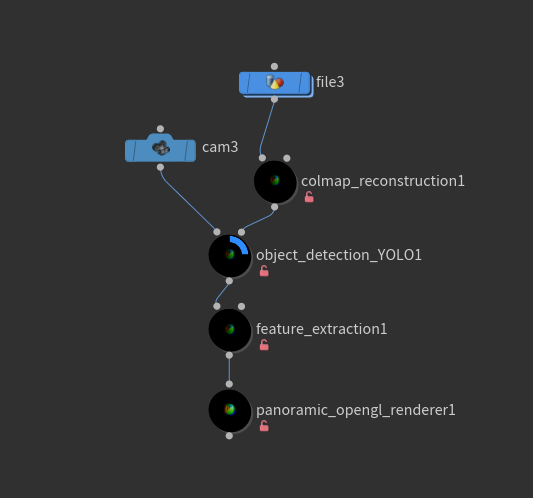 file3
cam3
colmap_reconstruction1
object_detection_YOLO1
feature_extraction1
panoramic_opengl_renderer1